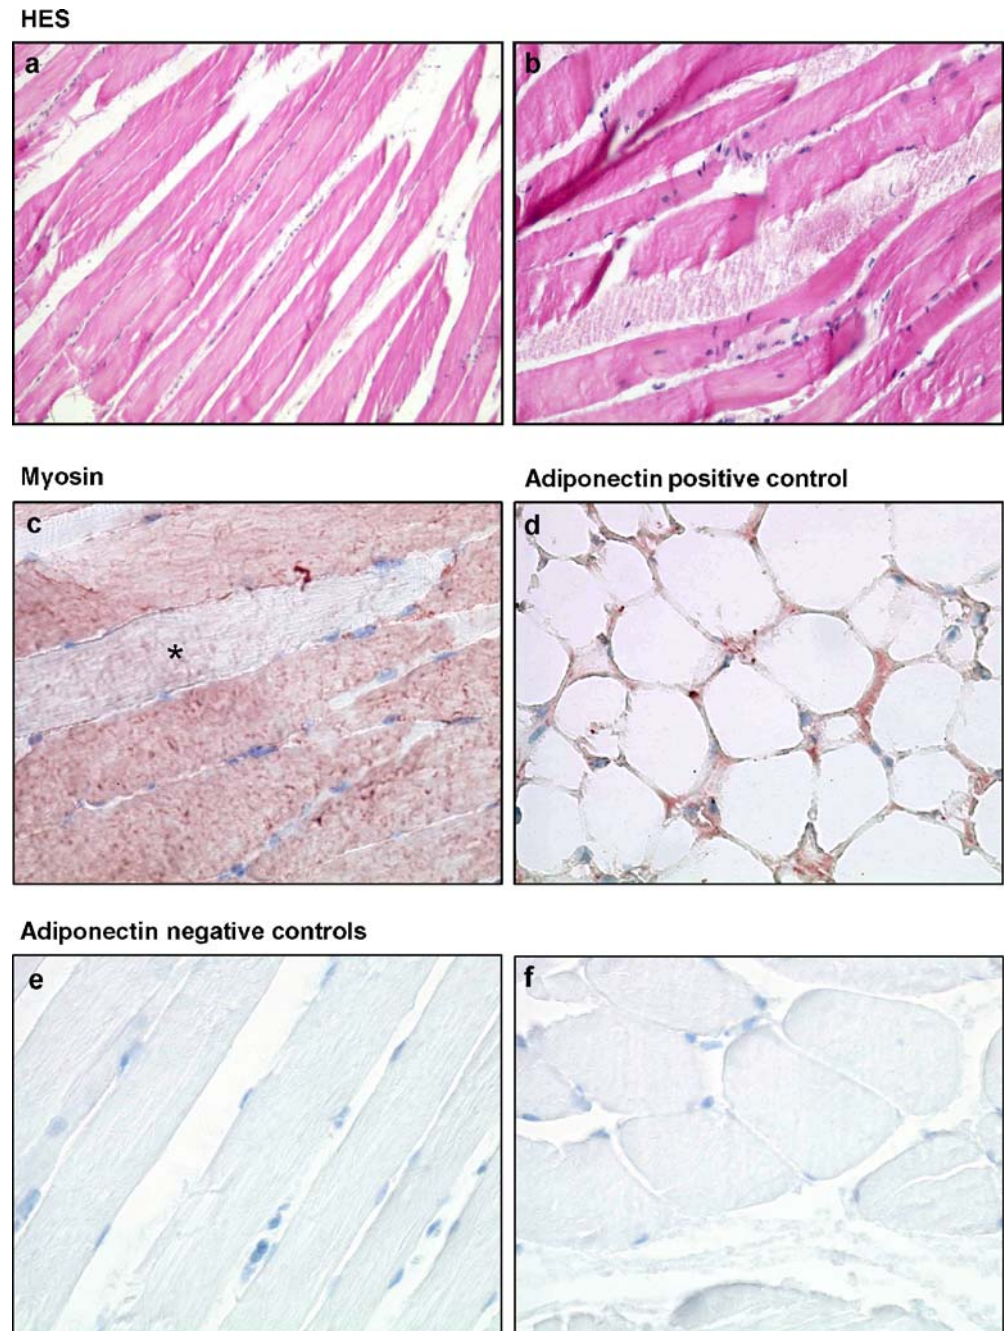 HES
a
b
Myosin
Adiponectin positive control
c
d
*
Adiponectin negative controls
e
f